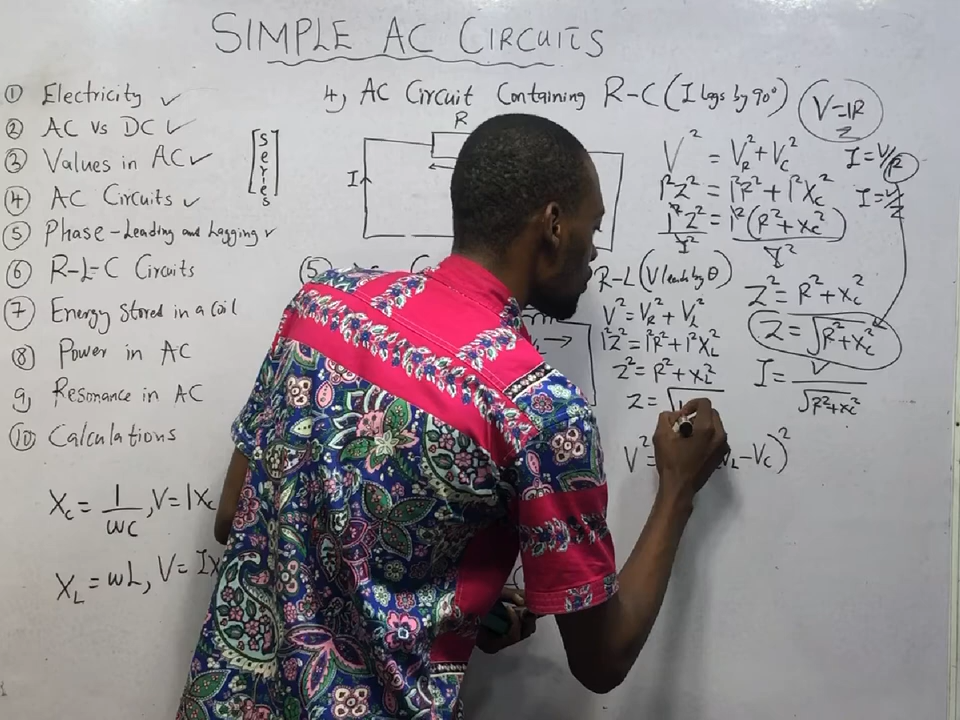 SIMPLE AC CIRCUITS
① Electricity ✓
② AC vs DC ✓
③ Values in AC ✓
④ AC Circuits ✓
⑤ Phase - Leading and Lagging ✓
⑥ R-L-C Circuits
⑦ Energy Stored in a Coil
⑧ Power in AC
9, Resonance in AC
⑩ Calculations
X_C = 1/ωC, V = IX_C
X_L = ωL, V = IX
[Series]
4, AC Circuit Containing R-C (I lags by 90°)
R
I
V = IR
Z
V² = V_R² + V_C²
I²Z² = I²R² + I²X_C²
I²Z²/I² = I²(R² + X_C²)/I²
I = V/R
I = V/Z
Z² = R² + X_C²
Z = √R² + X_C²
I = V/√R² + X_C²
⑤
R-L (V leads by θ)
V² = V_R² + V_L²
I²Z² = I²R² + I²X_L²
Z² = R² + X_L²
Z = √
V² = V_L - V_C)²